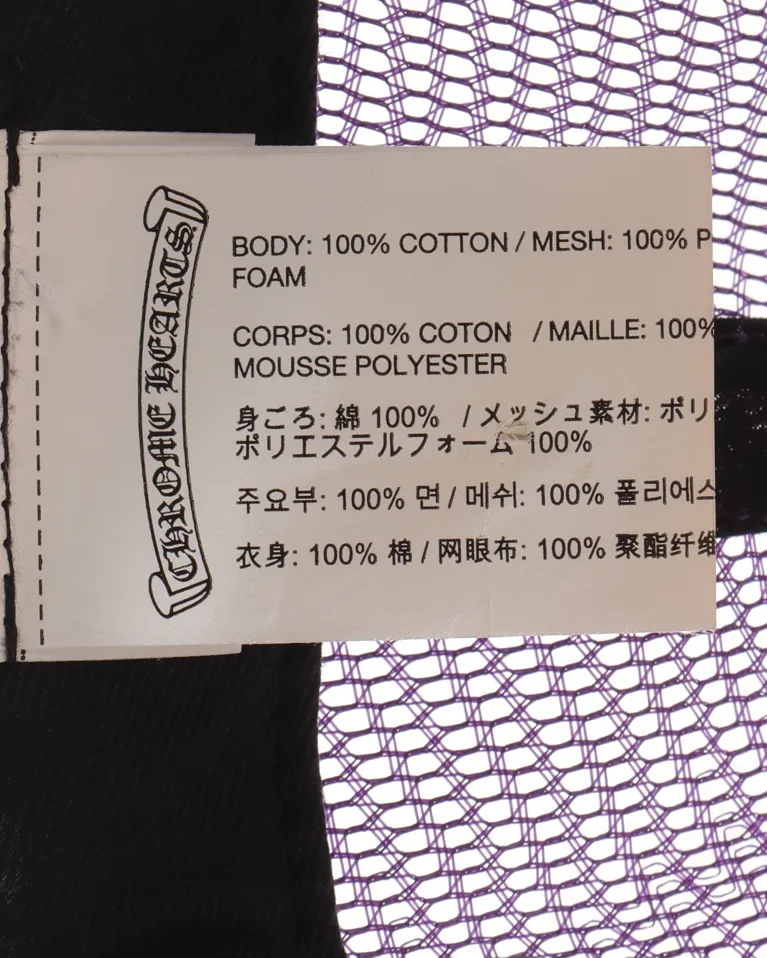 CHROME HEARTS
BODY: 100% COTTON / MESH: 100% P
FOAM
CORPS: 100% COTON / MAILLE: 100%
MOUSSE POLYESTER
身ごろ: 綿 100% / メッシュ素材: ポリ
ポリエステルフォーム 100%
주요부: 100% 면 / 메쉬: 100% 폴리에스
衣身: 100% 棉 / 网眼布: 100% 聚酯纤维